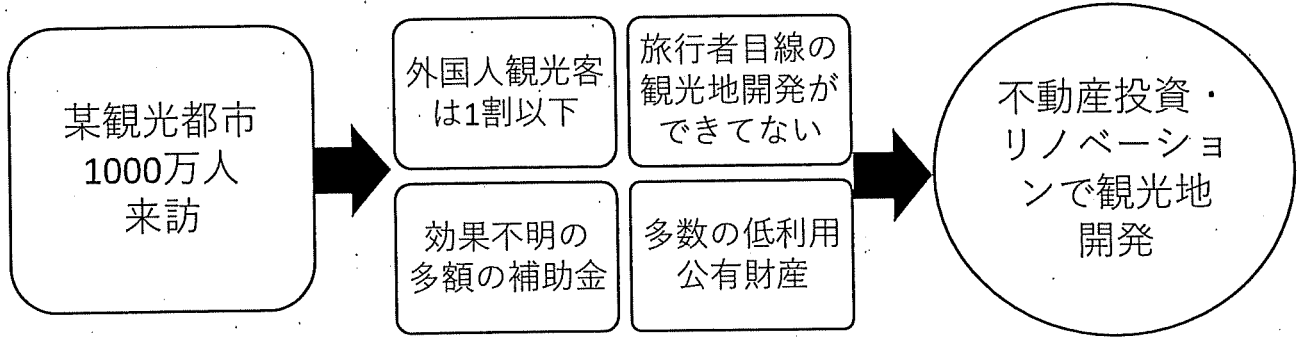 某観光都市
1000万人
来訪
外国人観光客
は1割以下
旅行者目線の
観光地開発が
できてない
効果不明の
多額の補助金
多数の低利用
公有財産
不動産投資・
リノベーショ
ンで観光地
開発